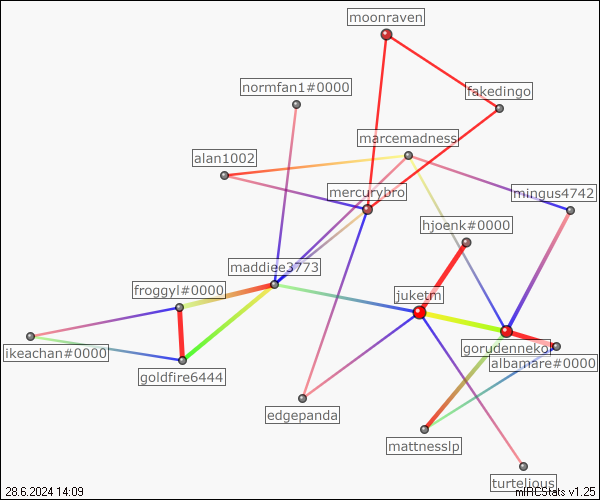 moonraven
normfan1#0000
fakedingo
marcemadness
alan1002
mercurybro
mingus4742
hjoenk#0000
maddiee3773
froggyl#0000
juketm
ikeachan#0000
gorudenneko
albamare#0000
goldfire6444
edgepanda
mattnesslp
turtelious
28.6.2024 14:09
mIRCStats v1.25